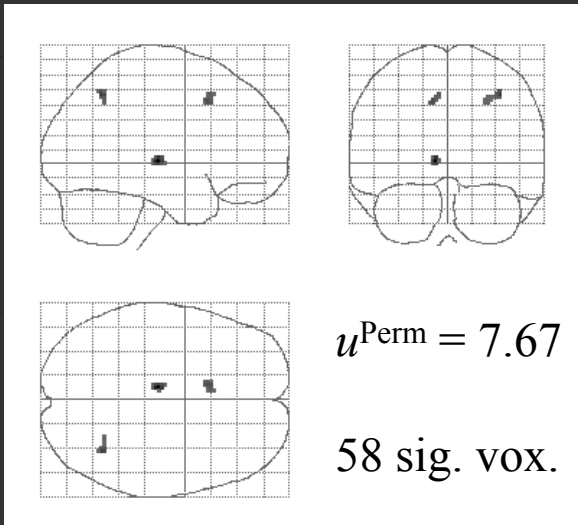 u^Perm = 7.67
58 sig. vox.